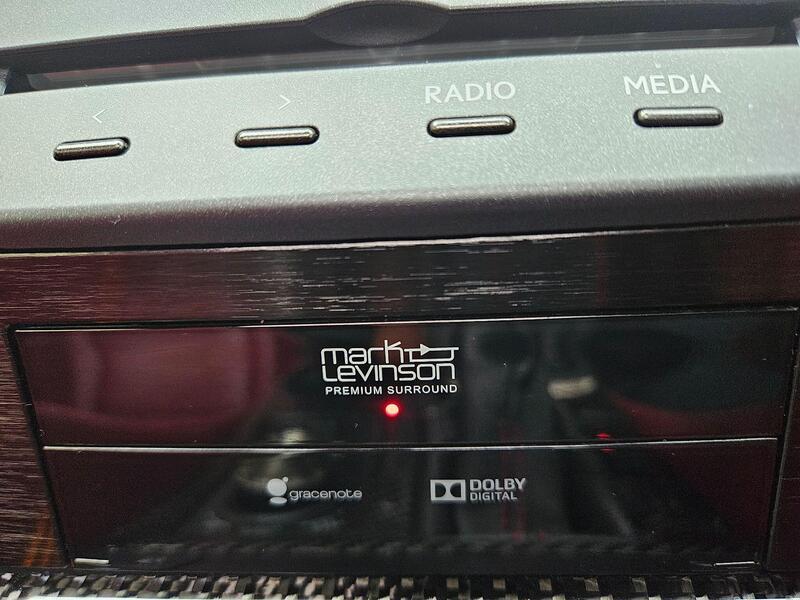 < >
RADIO MEDIA
mark
Levinson
PREMIUM SURROUND
gracenote
DOLBY
DIGITAL